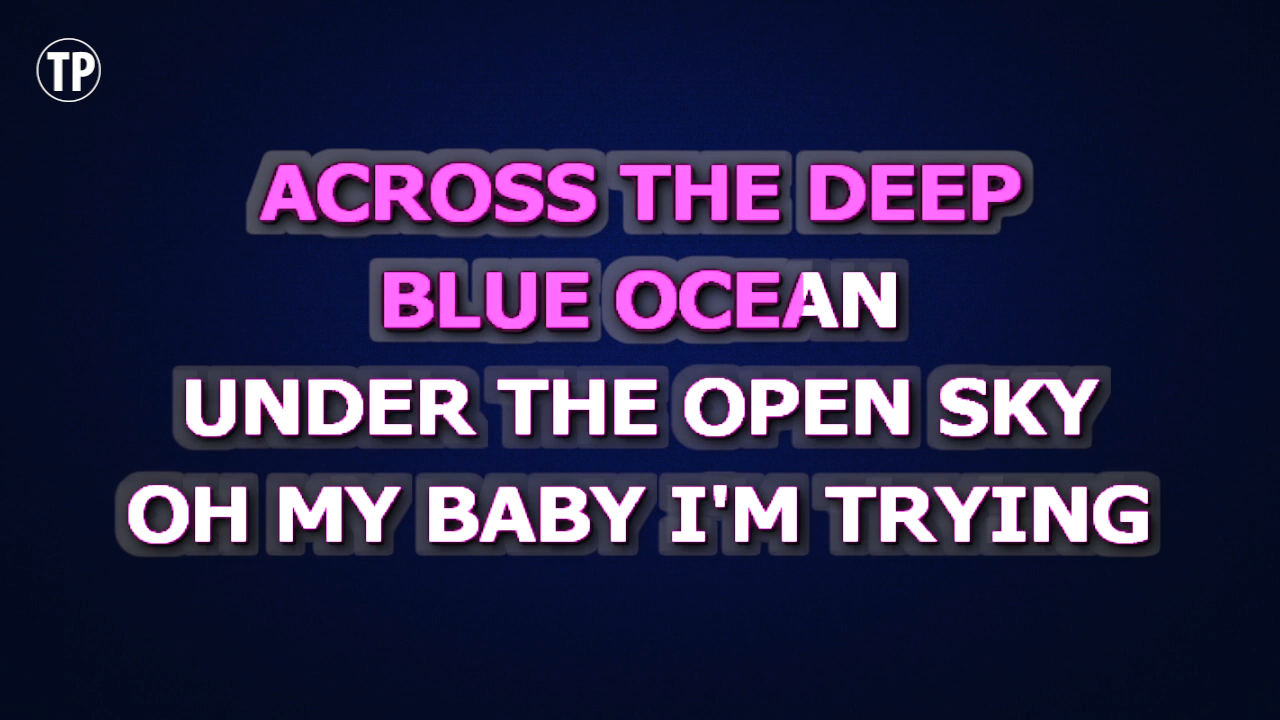 TP
ACROSS THE DEEP
BLUE OCEAN
UNDER THE OPEN SKY
OH MY BABY I'M TRYING